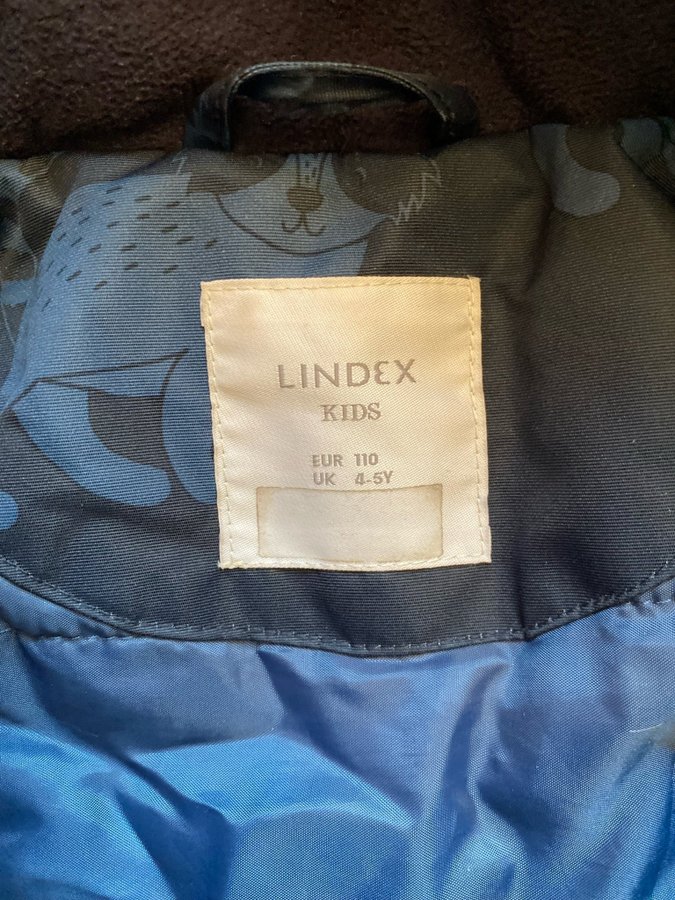 LINDEX
KIDS
EUR 110
UK 4-5Y